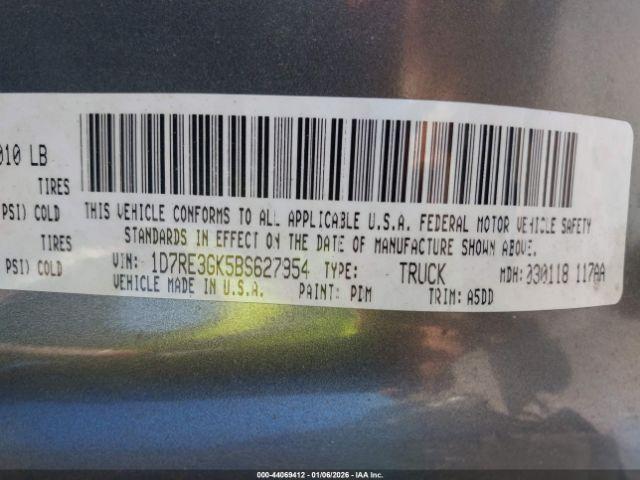 010 LB
TIRES
PSI) COLD
TIRES
PSI) COLD
THIS VEHICLE CONFORMS TO ALL APPLICABLE U.S.A. FEDERAL MOTOR VEHICLE SAFETY
STANDARDS IN EFFECT ON THE DATE OF MANUFACTURE SHOWN ABOVE.
VIN: 1D7RE3GK5BS627954 TYPE: TRUCK MDH: 030118 117AA
VEHICLE MADE IN U.S.A. PAINT: PDM TRIM: A5DD
000-44069412 - 01/06/2026 - IAA Inc.